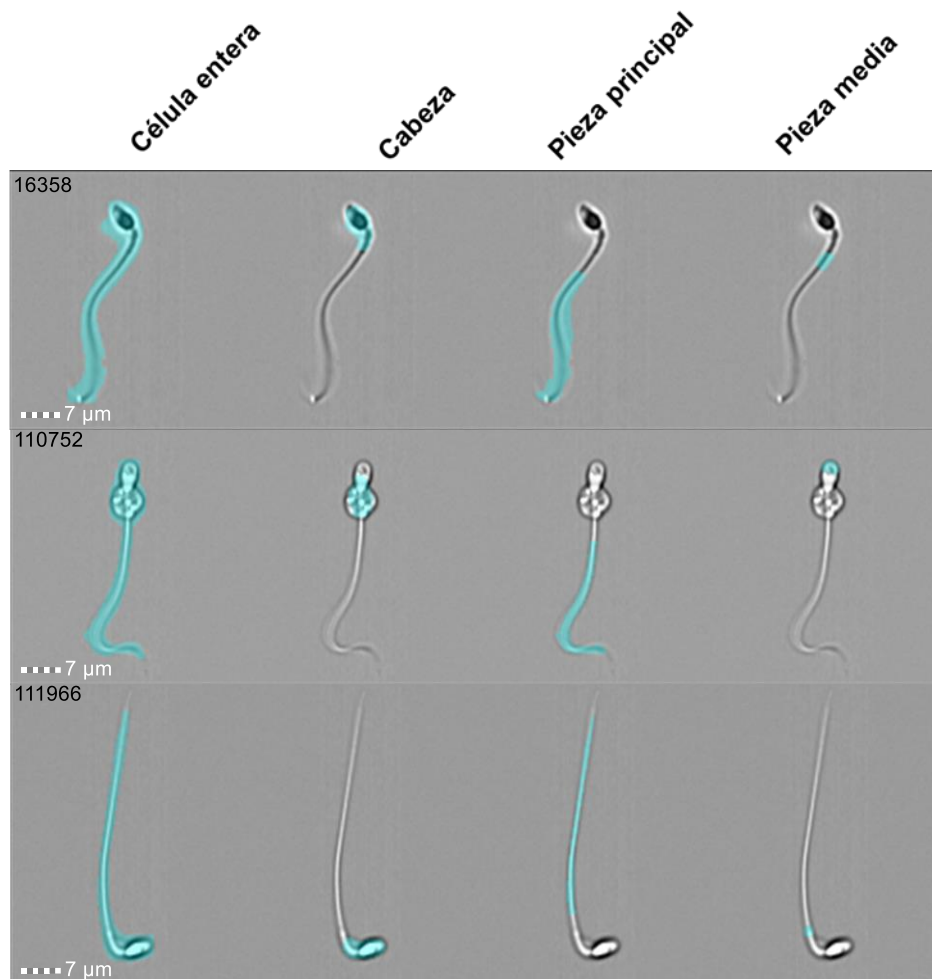 Célula entera
Cabeza
Pieza principal
Pieza media
16358
7 µm
110752
7 µm
111966
7 µm